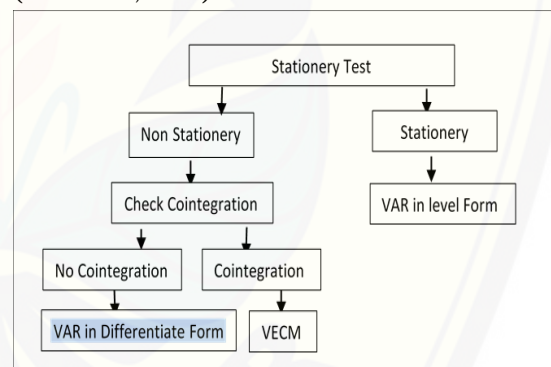 Stationery Test
Non Stationery
Stationery
Check Cointegration
VAR in level Form
No Cointegration
Cointegration
VAR in Differentiate Form
VECM